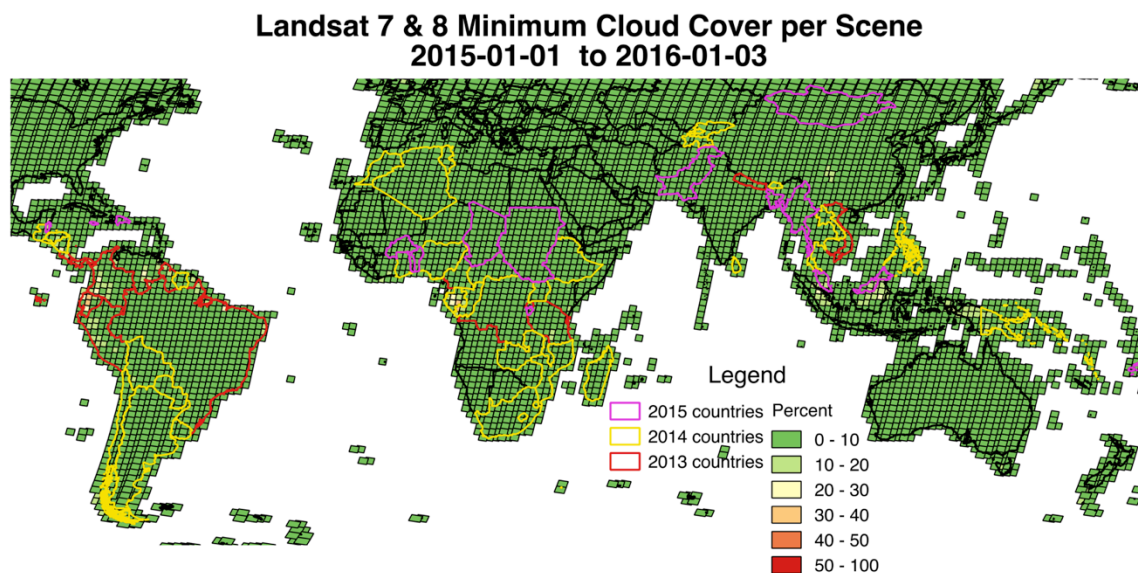 Landsat 7 & 8 Minimum Cloud Cover per Scene
2015-01-01 to 2016-01-03
Legend
2015 countries
2014 countries
2013 countries
Percent
0 - 10
10 - 20
20 - 30
30 - 40
40 - 50
50 - 100